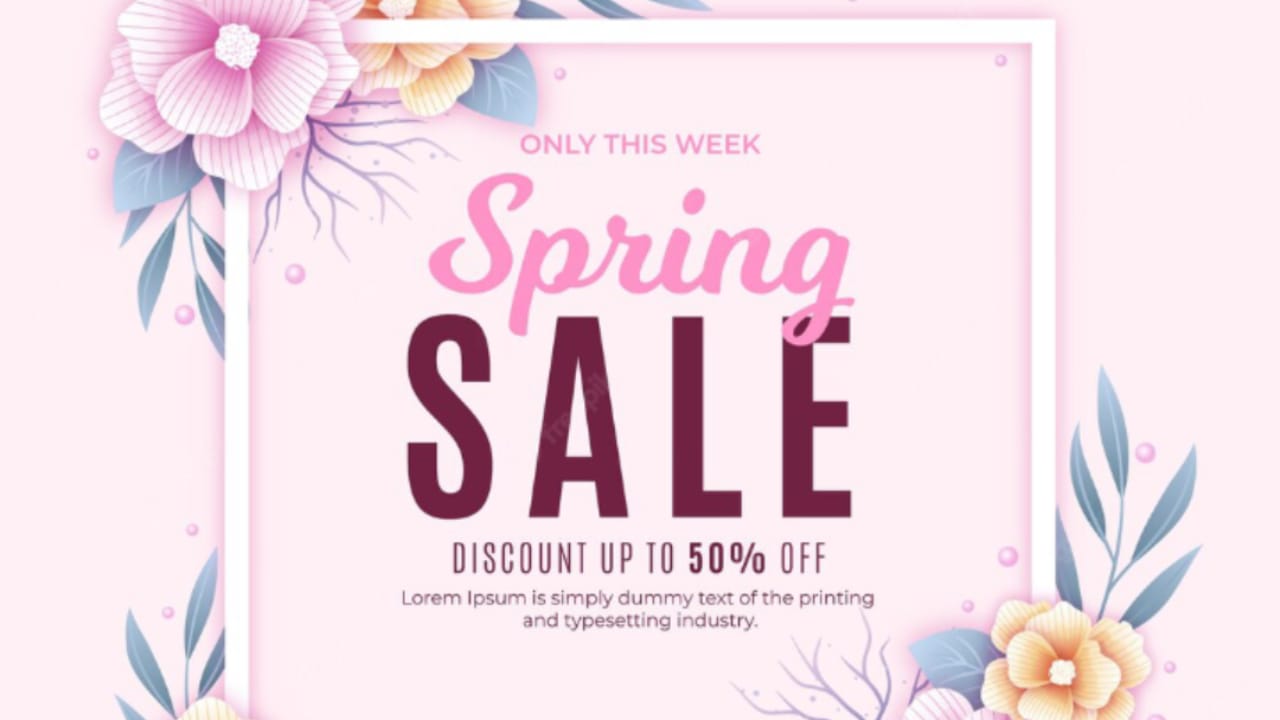 ONLY THIS WEEK
Spring
SALE
DISCOUNT UP TO 50% OFF
Lorem Ipsum is simply dummy text of the printing
and typesetting industry.